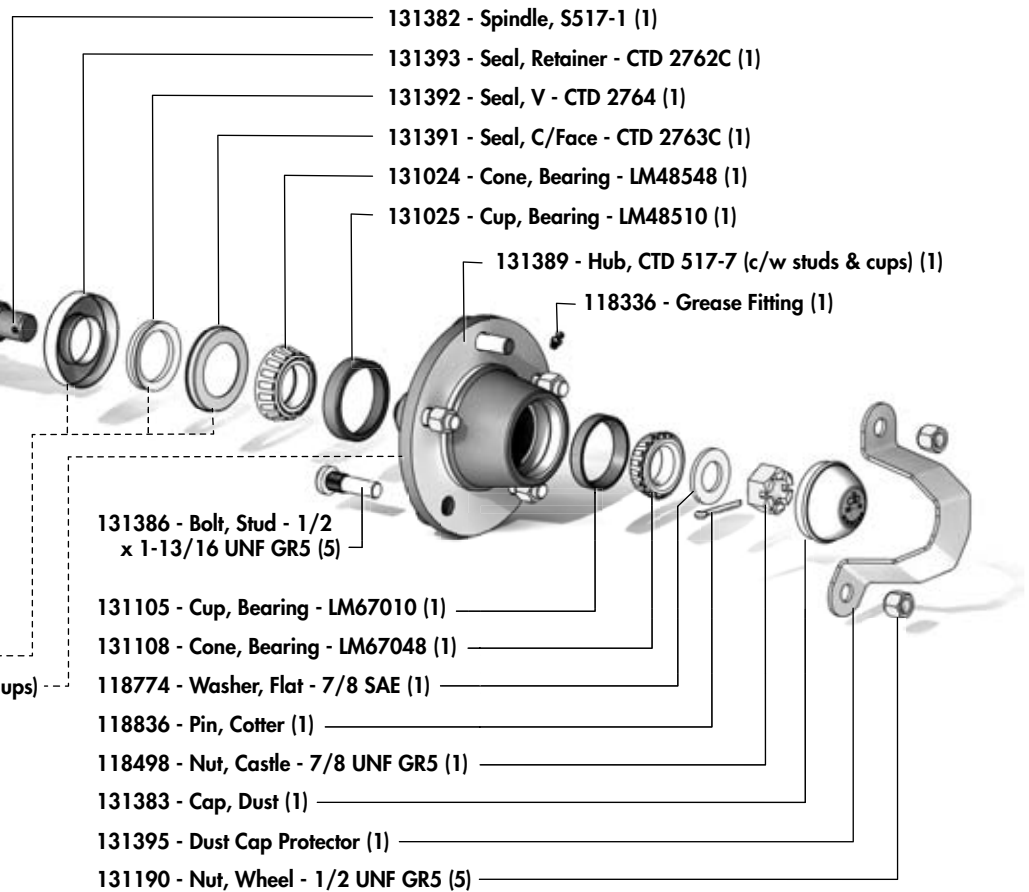 131382 - Spindle, S517-1 (1)
131393 - Seal, Retainer - CTD 2762C (1)
131392 - Seal, V - CTD 2764 (1)
131391 - Seal, C/Face - CTD 2763C (1)
131024 - Cone, Bearing - LM48548 (1)
131025 - Cup, Bearing - LM48510 (1)
131389 - Hub, CTD 517-7 (c/w studs & cups) (1)
118336 - Grease Fitting (1)
131386 - Bolt, Stud - 1/2
x 1-13/16 UNF GR5 (5)
131105 - Cup, Bearing - LM67010 (1)
131108 - Cone, Bearing - LM67048 (1)
ups)
118774 - Washer, Flat - 7/8 SAE (1)
118836 - Pin, Cotter (1)
118498 - Nut, Castle - 7/8 UNF GR5 (1)
131383 - Cap, Dust (1)
131395 - Dust Cap Protector (1)
131190 - Nut, Wheel - 1/2 UNF GR5 (5)